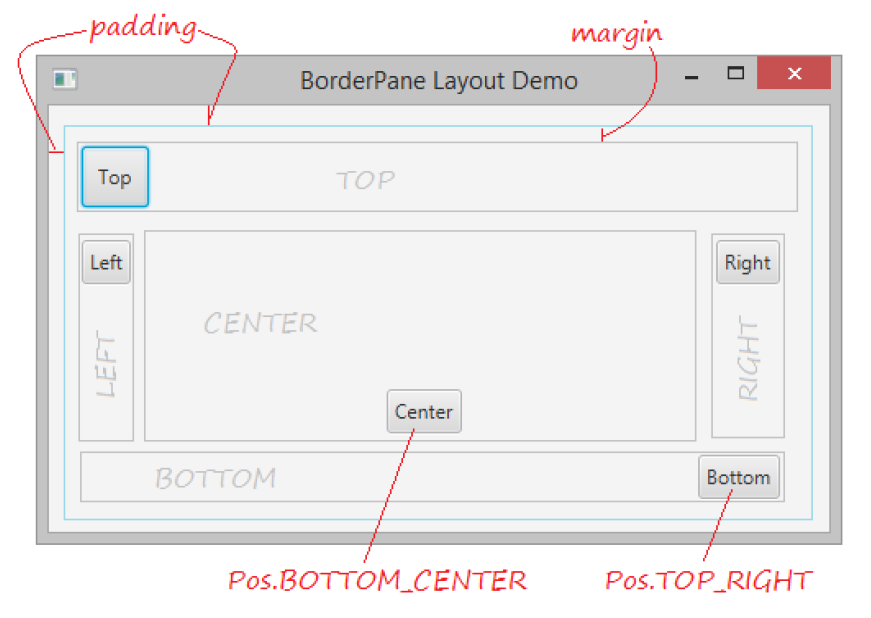 padding
margin
BorderPane Layout Demo
Top
TOP
Left
Right
CENTER
LEFT
RIGHT
Center
BOTTOM
Bottom
Pos.BOTTOM_CENTER
Pos.TOP_RIGHT